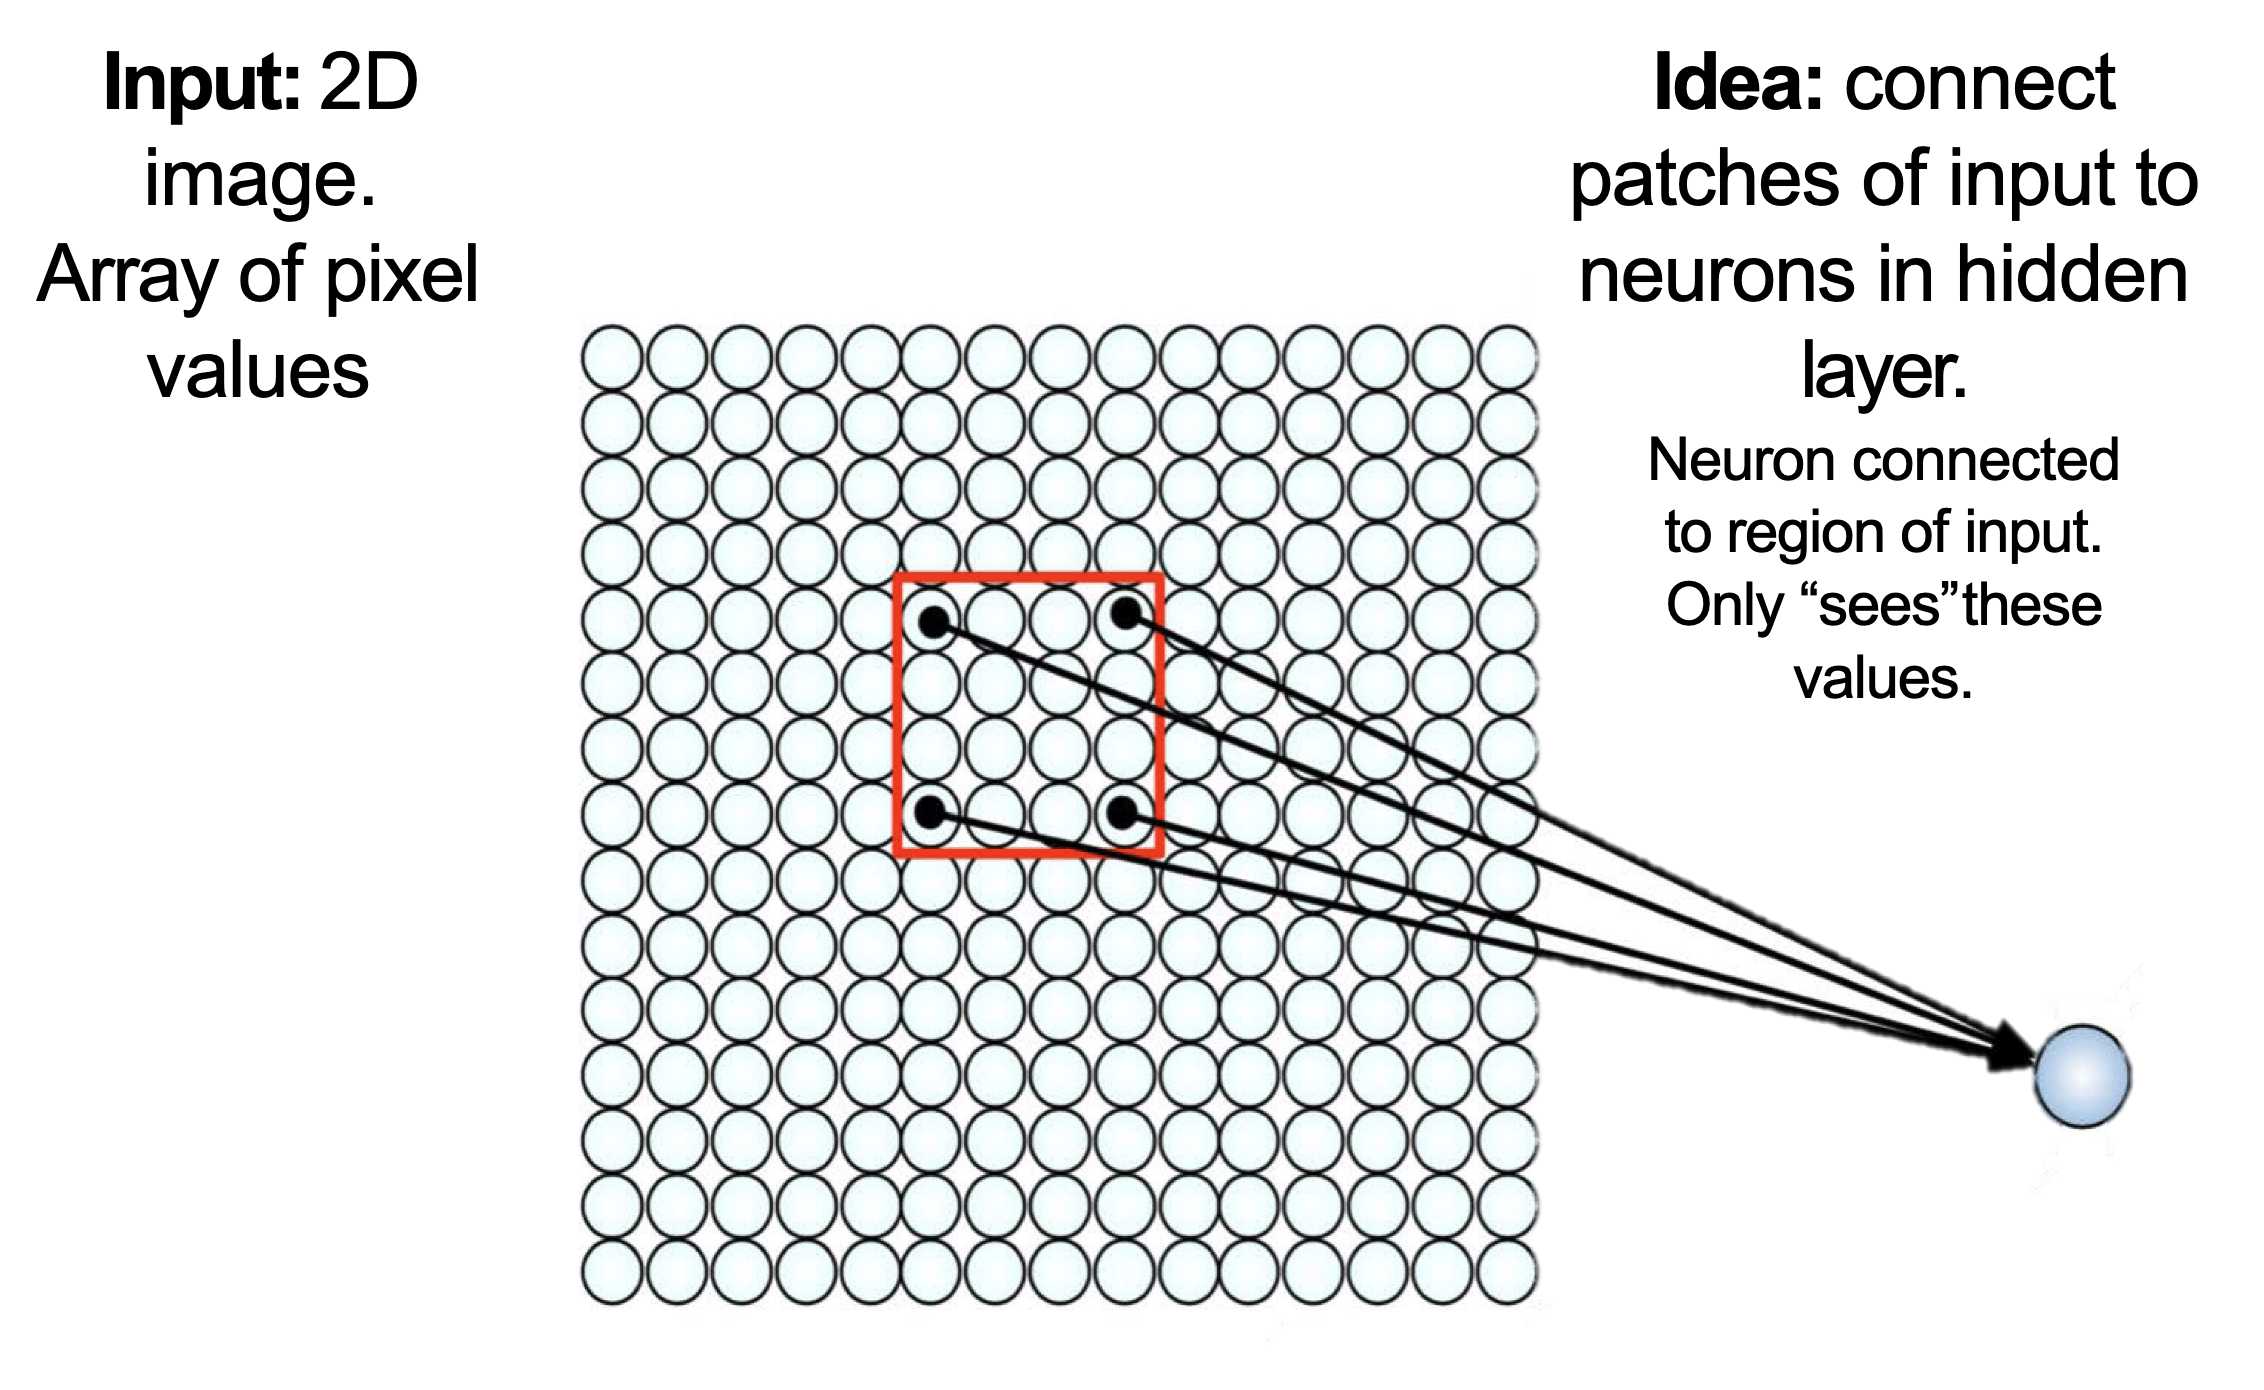 Input: 2D
image.
Array of pixel
values
Idea: connect
patches of input to
neurons in hidden
layer.
Neuron connected
to region of input.
Only “sees”these
values.